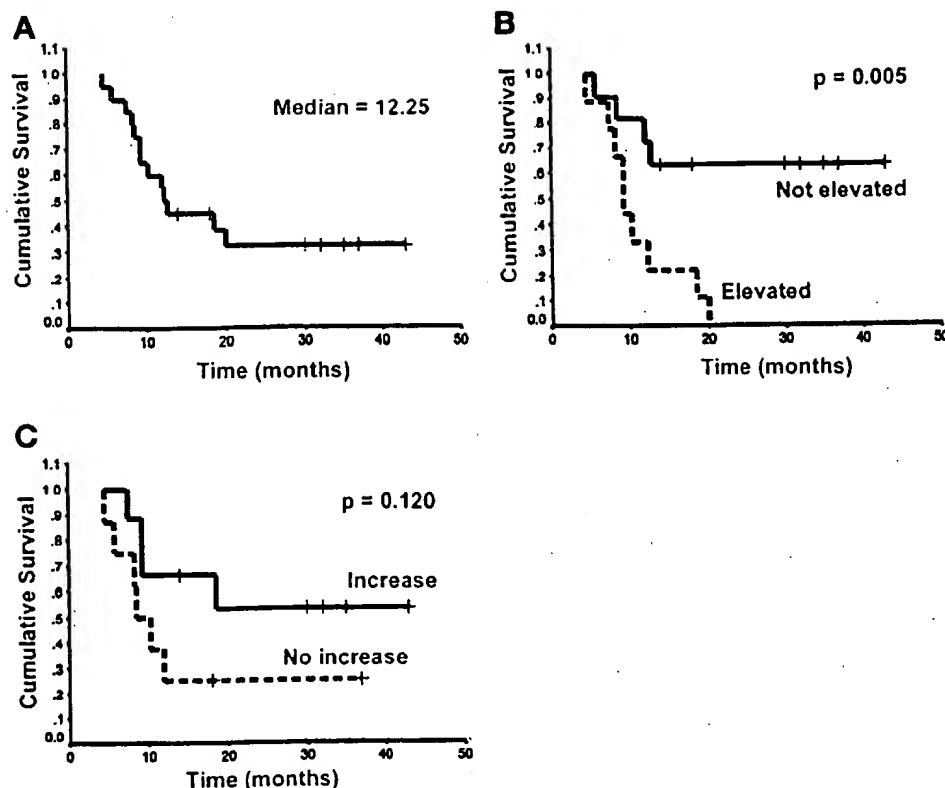 A
1.1
1.0
.9
.8
.7
.6
.5
.4
.3
.2
.1
0.0
Cumulative Survival
Median = 12.25
0 10 20 30 40 50
Time (months)
B
1.1
1.0
.9
.8
.7
.6
.5
.4
.3
.2
.1
0.0
Cumulative Survival
p = 0.005
Not elevated
Elevated
0 10 20 30 40 50
Time (months)
C
1.1
1.0
.9
.8
.7
.6
.5
.4
.3
.2
.1
0.0
Cumulative Survival
p = 0.120
Increase
No increase
0 10 20 30 40 50
Time (months)